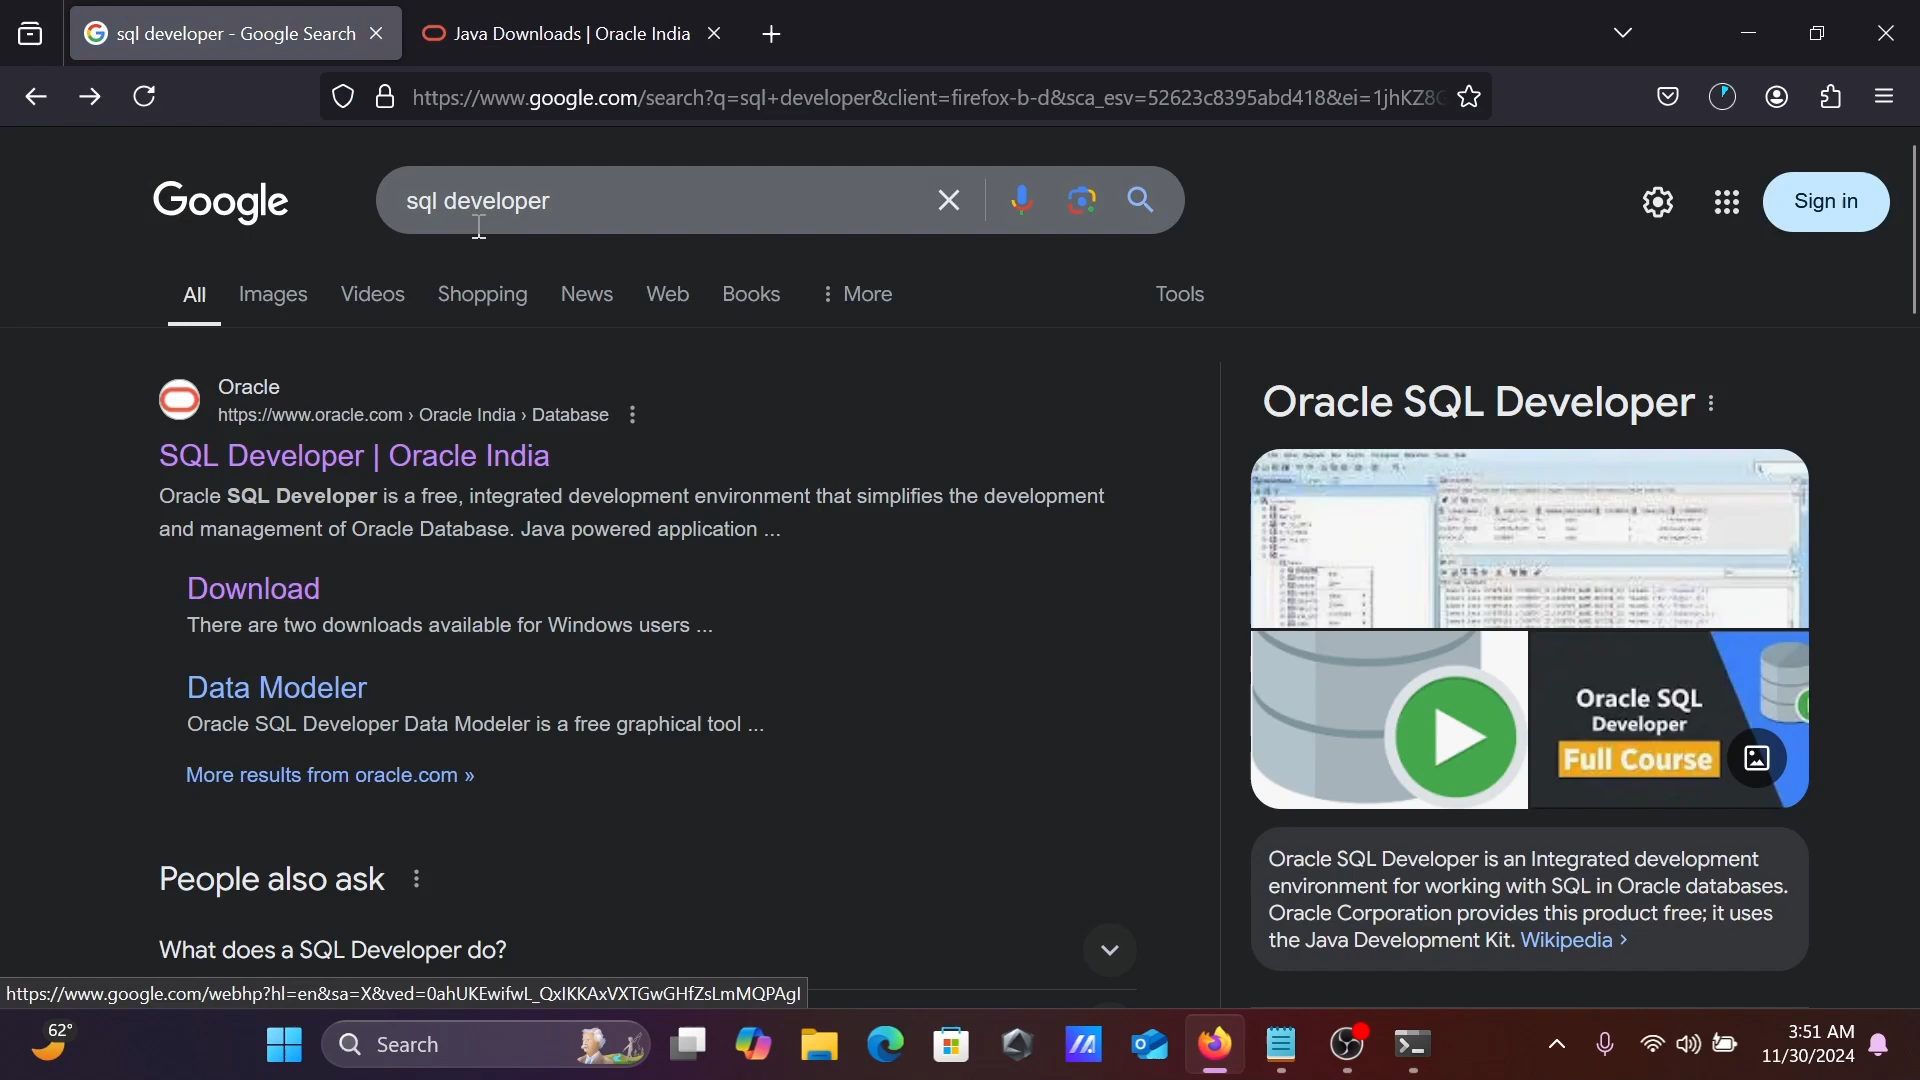 sql developer - Google Search
Java Downloads | Oracle India
https://www.google.com/search?q=sql+developer&client=firefox-b-d&sca_esv=52623c8395abd418&ei=1jhKZ8
Google
sql developer
Sign in
All
Images
Videos
Shopping
News
Web
Books
More
Tools
Oracle
https://www.oracle.com › Oracle India › Database
SQL Developer | Oracle India
Oracle SQL Developer is a free, integrated development environment that simplifies the development
and management of Oracle Database. Java powered application ...
Download
There are two downloads available for Windows users ...
Data Modeler
Oracle SQL Developer Data Modeler is a free graphical tool ...
More results from oracle.com »
People also ask
What does a SQL Developer do?
Oracle SQL Developer
Oracle SQL
Developer
Full Course
Oracle SQL Developer is an Integrated development
environment for working with SQL in Oracle databases.
Oracle Corporation provides this product free; it uses
the Java Development Kit. Wikipedia ›
https://www.google.com/webhp?hl=en&sa=X&ved=0ahUKEwifwL_QxIKKAxVXTGwGHfZsLmMQPAgI
62°
Search
3:51 AM
11/30/2024